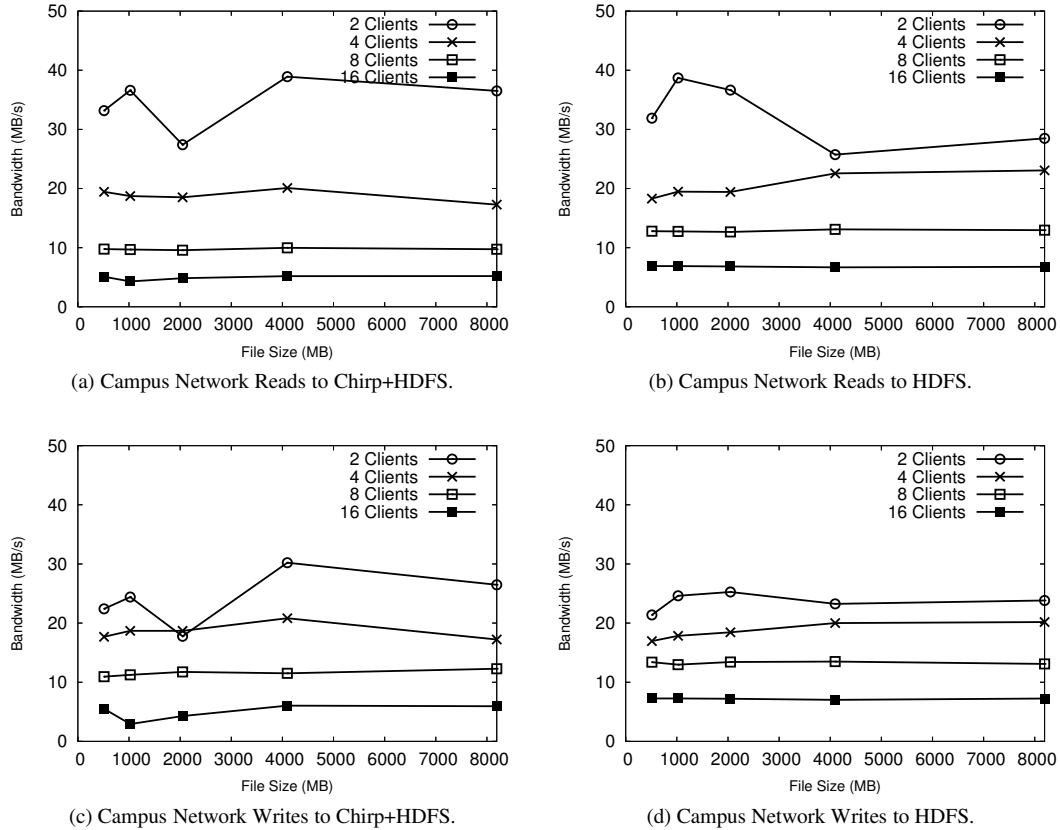 50
40
30
20
10
0
Bandwidth (MB/s)
2 Clients
4 Clients
8 Clients
16 Clients
0 1000 2000 3000 4000 5000 6000 7000 8000
File Size (MB)
(a) Campus Network Reads to Chirp+HDFS.
50
40
30
20
10
0
Bandwidth (MB/s)
2 Clients
4 Clients
8 Clients
16 Clients
0 1000 2000 3000 4000 5000 6000 7000 8000
File Size (MB)
(b) Campus Network Reads to HDFS.
50
40
30
20
10
0
Bandwidth (MB/s)
2 Clients
4 Clients
8 Clients
16 Clients
0 1000 2000 3000 4000 5000 6000 7000 8000
File Size (MB)
(c) Campus Network Writes to Chirp+HDFS.
50
40
30
20
10
0
Bandwidth (MB/s)
2 Clients
4 Clients
8 Clients
16 Clients
0 1000 2000 3000 4000 5000 6000 7000 8000
File Size (MB)
(d) Campus Network Writes to HDFS.